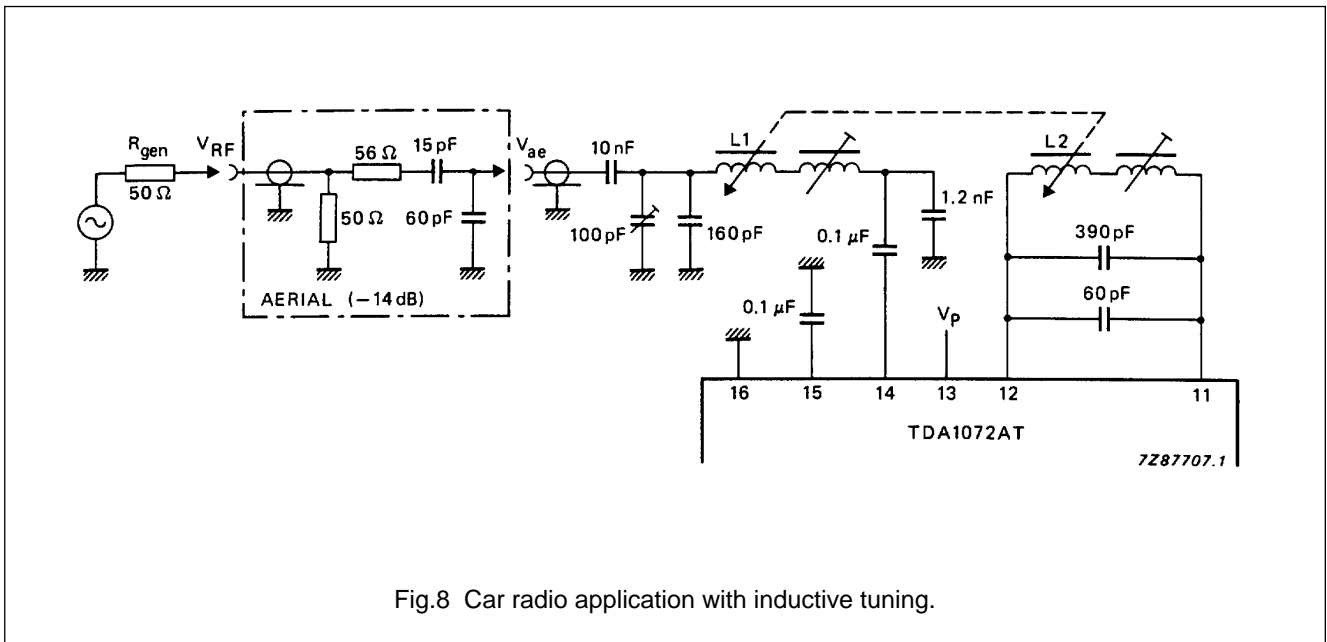 R_gen
50 Ω
V_RF
56 Ω
15 pF
50 Ω
60 pF
AERIAL (−14 dB)
V_ae
10 nF
100 pF
160 pF
L1
0.1 μF
0.1 μF
1.2 nF
V_P
L2
390 pF
60 pF
16 15 14 13 12 11
TDA1072AT
7Z87707.1
Fig.8 Car radio application with inductive tuning.